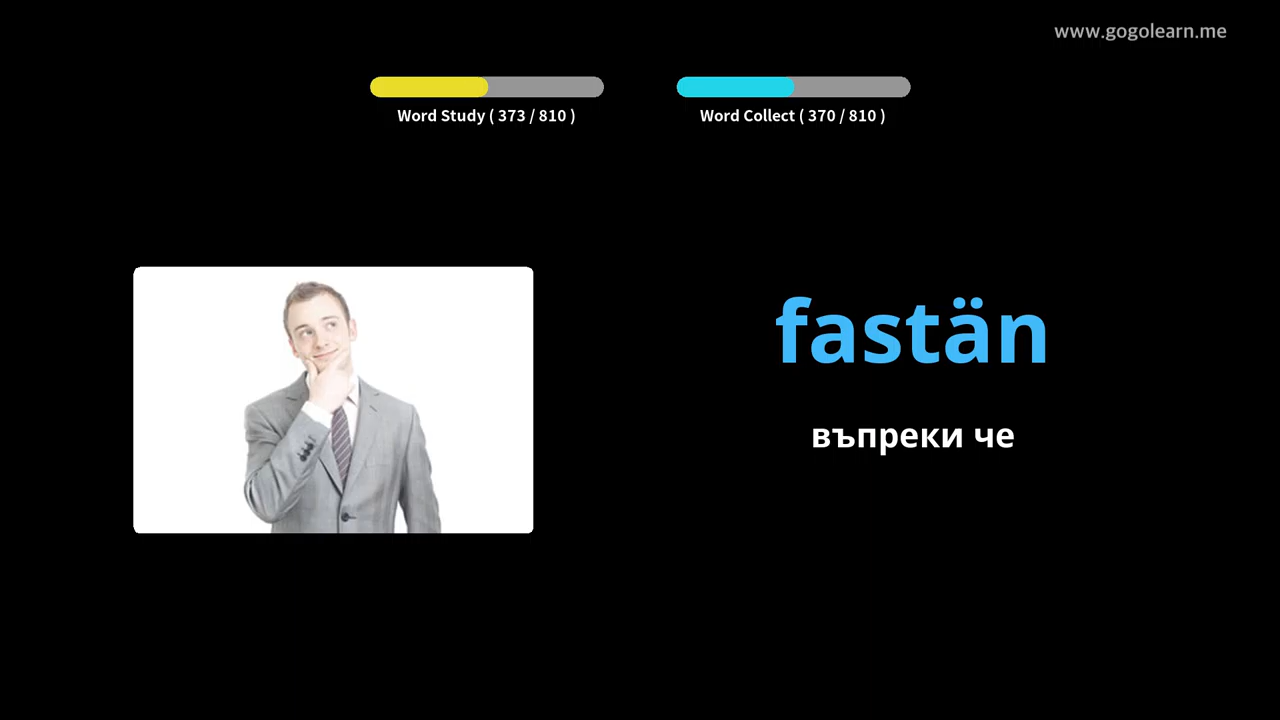 www.gogolearn.me
Word Study ( 373 / 810 )
Word Collect ( 370 / 810 )
fastän
въпреки че